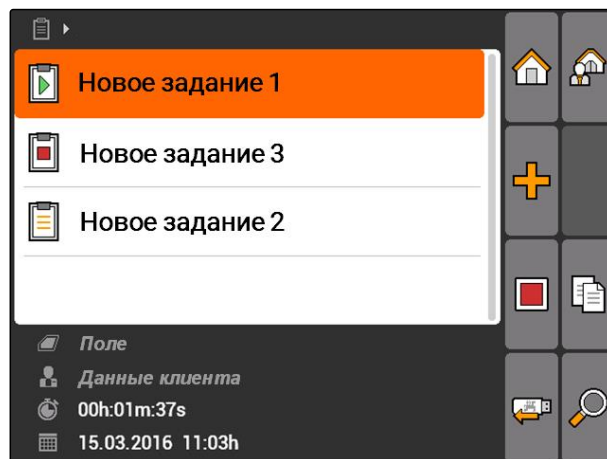 Новое задание 1
Новое задание 3
Новое задание 2
Поле
Данные клиента
00h:01m:37s
15.03.2016 11:03h